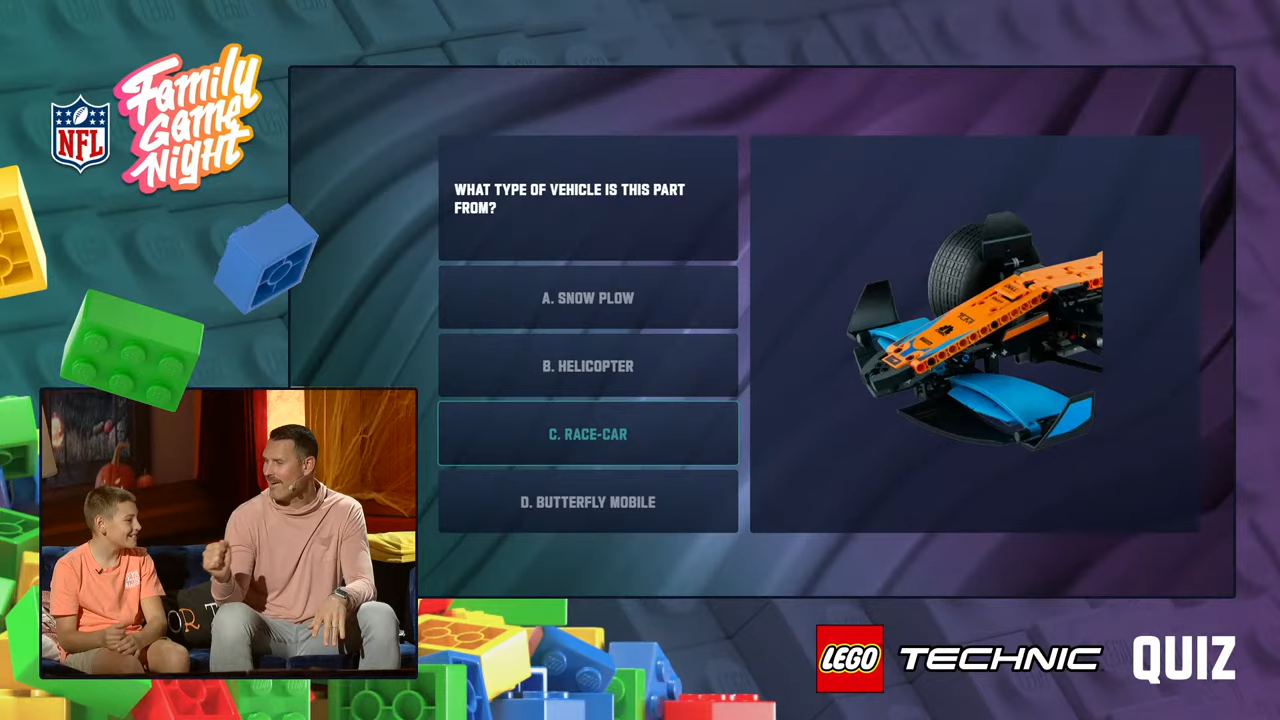 NFL
Family
Game
Night
WHAT TYPE OF VEHICLE IS THIS PART
FROM?
A. SNOW PLOW
B. HELICOPTER
C. RACE-CAR
D. BUTTERFLY MOBILE
LEGO TECHNIC QUIZ